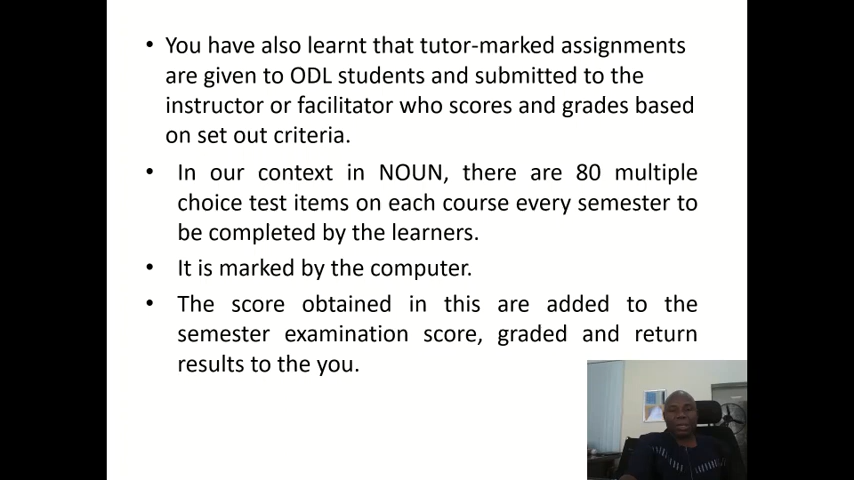 • You have also learnt that tutor-marked assignments
are given to ODL students and submitted to the
instructor or facilitator who scores and grades based
on set out criteria.
• In our context in NOUN, there are 80 multiple
choice test items on each course every semester to
be completed by the learners.
• It is marked by the computer.
• The score obtained in this are added to the
semester examination score, graded and return
results to the you.